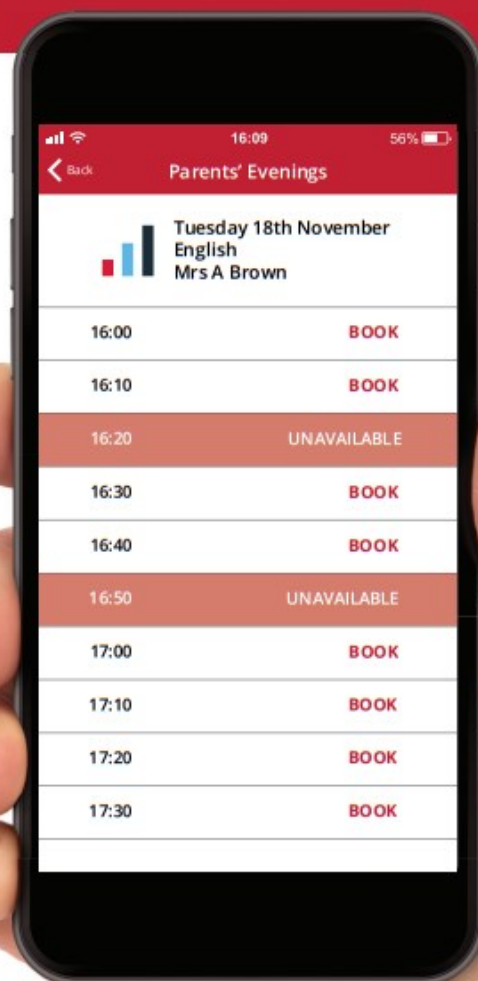 16:09 56%
Back Parents' Evenings
Tuesday 18th November
English
Mrs A Brown
16:00 BOOK
16:10 BOOK
16:20 UNAVAILABLE
16:30 BOOK
16:40 BOOK
16:50 UNAVAILABLE
17:00 BOOK
17:10 BOOK
17:20 BOOK
17:30 BOOK